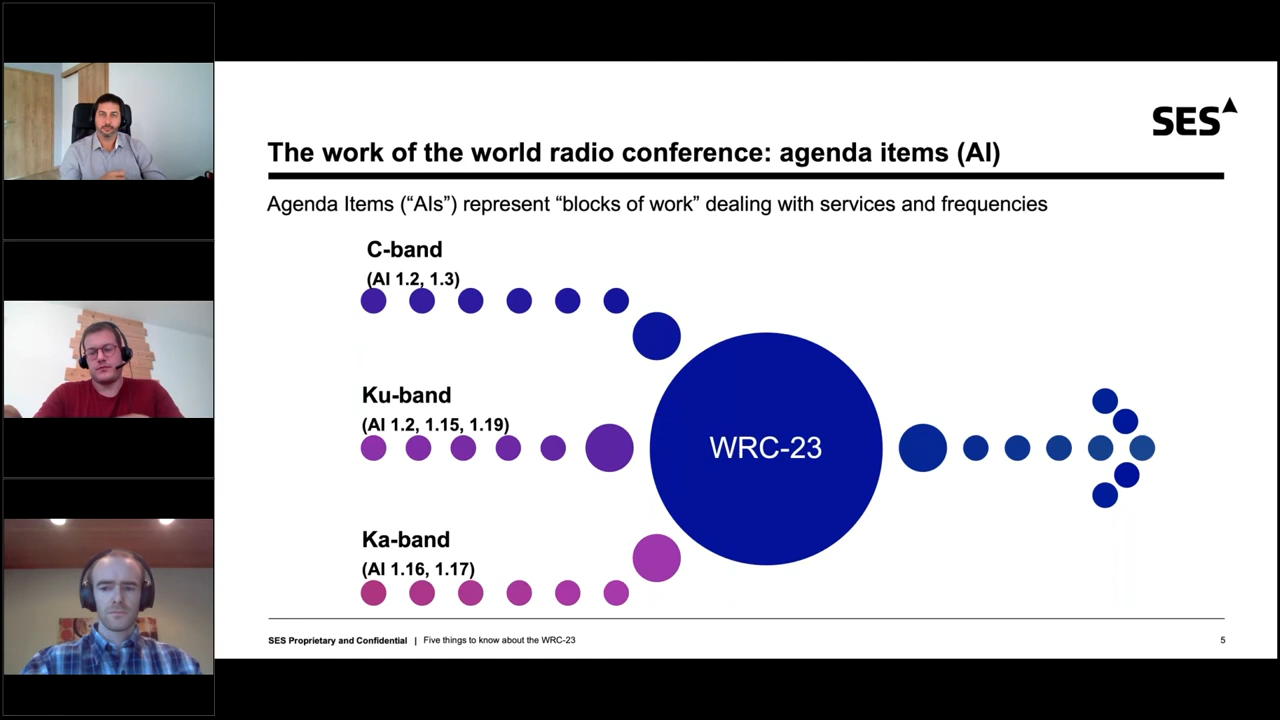 SES
The work of the world radio conference: agenda items (AI)
Agenda Items (“AIs”) represent “blocks of work” dealing with services and frequencies
C-band
(AI 1.2, 1.3)
Ku-band
(AI 1.2, 1.15, 1.19)
WRC-23
Ka-band
(AI 1.16, 1.17)
SES Proprietary and Confidential | Five things to know about the WRC-23
5